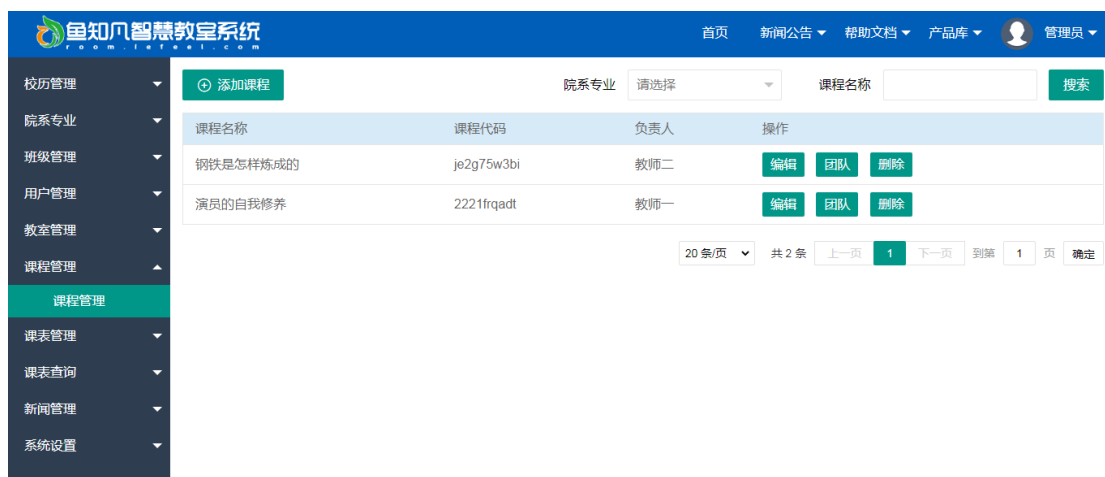 鱼知凡智慧教室系统
room.lefeel.com
首页 新闻公告 帮助文档 产品库 管理员
校历管理
院系专业
班级管理
用户管理
教室管理
课程管理
课程管理
课表管理
课表查询
新闻管理
系统设置
添加课程 院系专业 请选择 课程名称 搜索
课程名称 课程代码 负责人 操作
钢铁是怎样炼成的 je2g75w3bi 教师二 编辑 团队 删除
演员的自我修养 2221frqadt 教师一 编辑 团队 删除
20 条/页 共 2 条 上一页 1 下一页 到第 1 页 确定